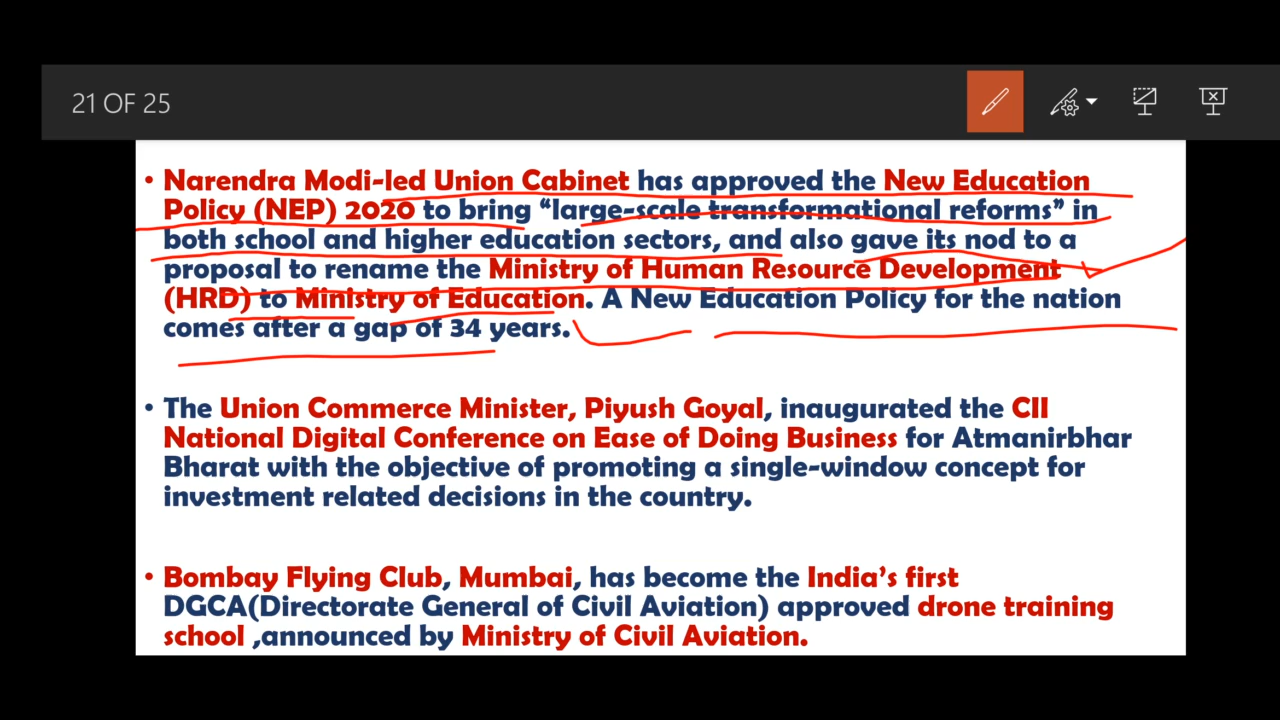 21 OF 25
• Narendra Modi-led Union Cabinet has approved the New Education
Policy (NEP) 2020 to bring “large-scale transformational reforms” in
both school and higher education sectors, and also gave its nod to a
proposal to rename the Ministry of Human Resource Development
(HRD) to Ministry of Education. A New Education Policy for the nation
comes after a gap of 34 years.
• The Union Commerce Minister, Piyush Goyal, inaugurated the CII
National Digital Conference on Ease of Doing Business for Atmanirbhar
Bharat with the objective of promoting a single-window concept for
investment related decisions in the country.
• Bombay Flying Club, Mumbai, has become the India’s first
DGCA(Directorate General of Civil Aviation) approved drone training
school ,announced by Ministry of Civil Aviation.